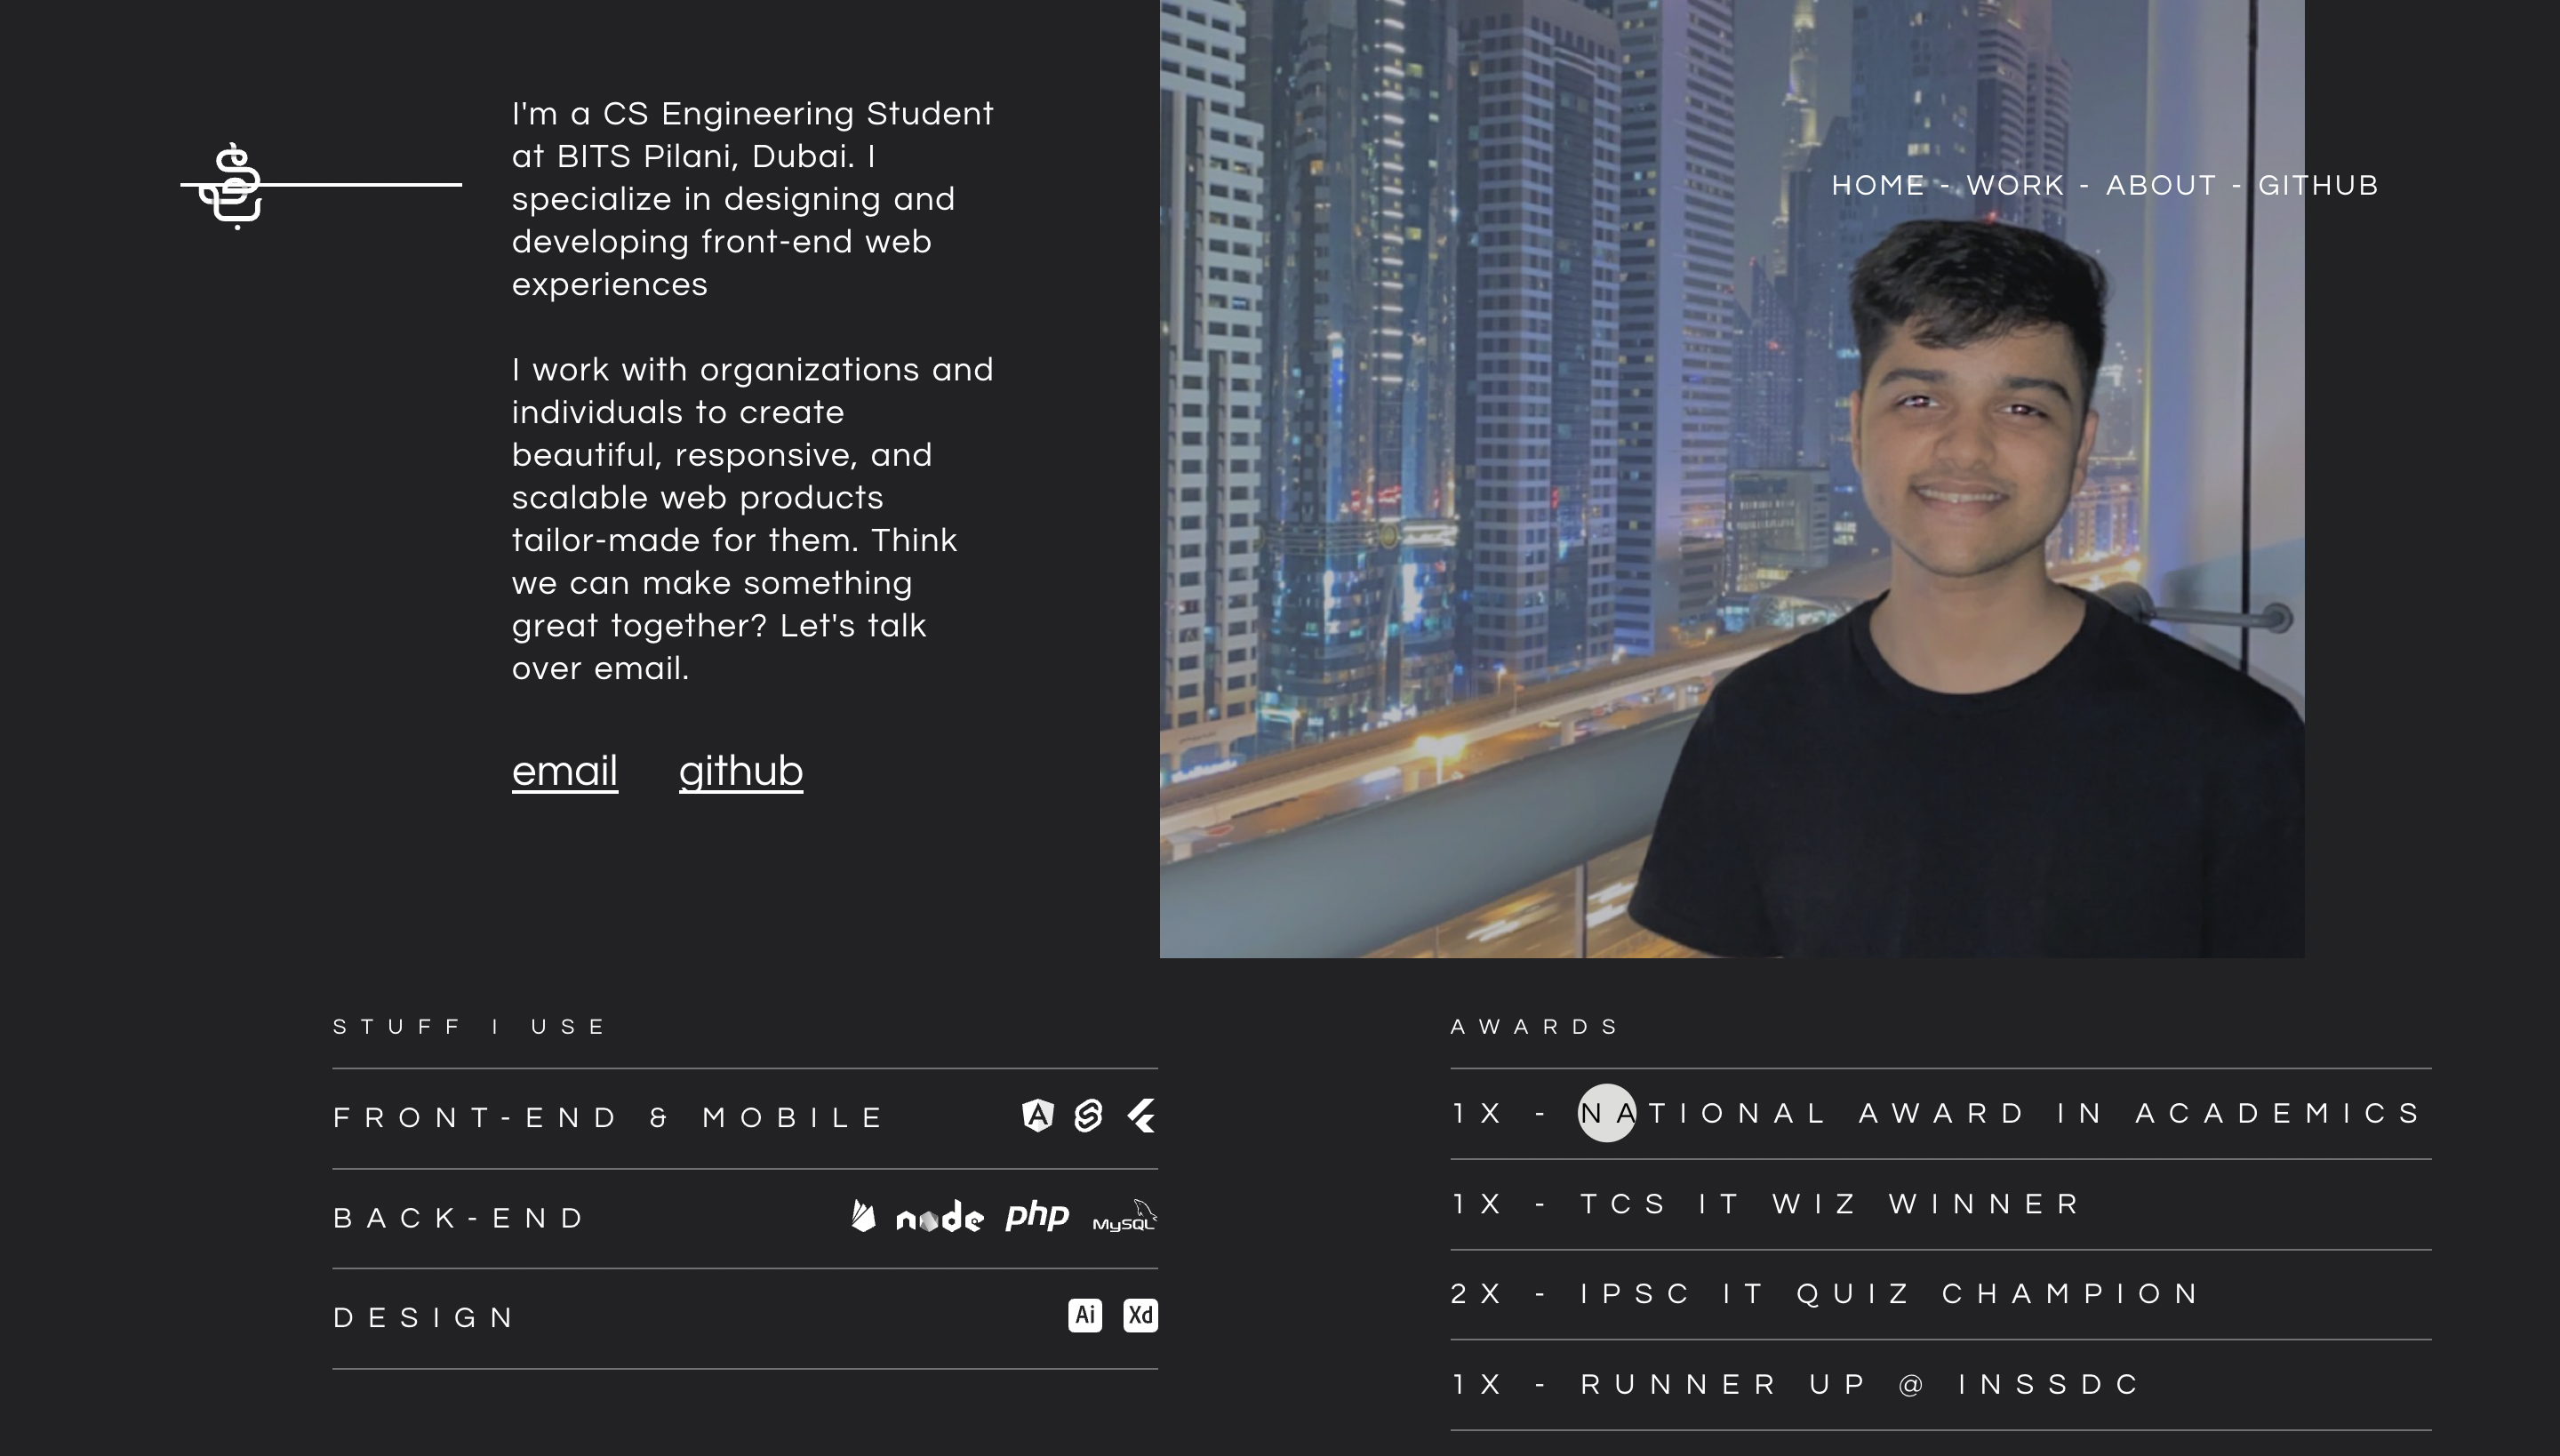 HOME - WORK - ABOUT - GITHUB
I'm a CS Engineering Student
at BITS Pilani, Dubai. I
specialize in designing and
developing front-end web
experiences
I work with organizations and
individuals to create
beautiful, responsive, and
scalable web products
tailor-made for them. Think
we can make something
great together? Let's talk
over email.
email github
STUFF I USE
FRONT-END & MOBILE A
BACK-END node php MySQL
DESIGN Ai Xd
AWARDS
1X - NATIONAL AWARD IN ACADEMICS
1X - TCS IT WIZ WINNER
2X - IPSC IT QUIZ CHAMPION
1X - RUNNER UP @ INSSDC